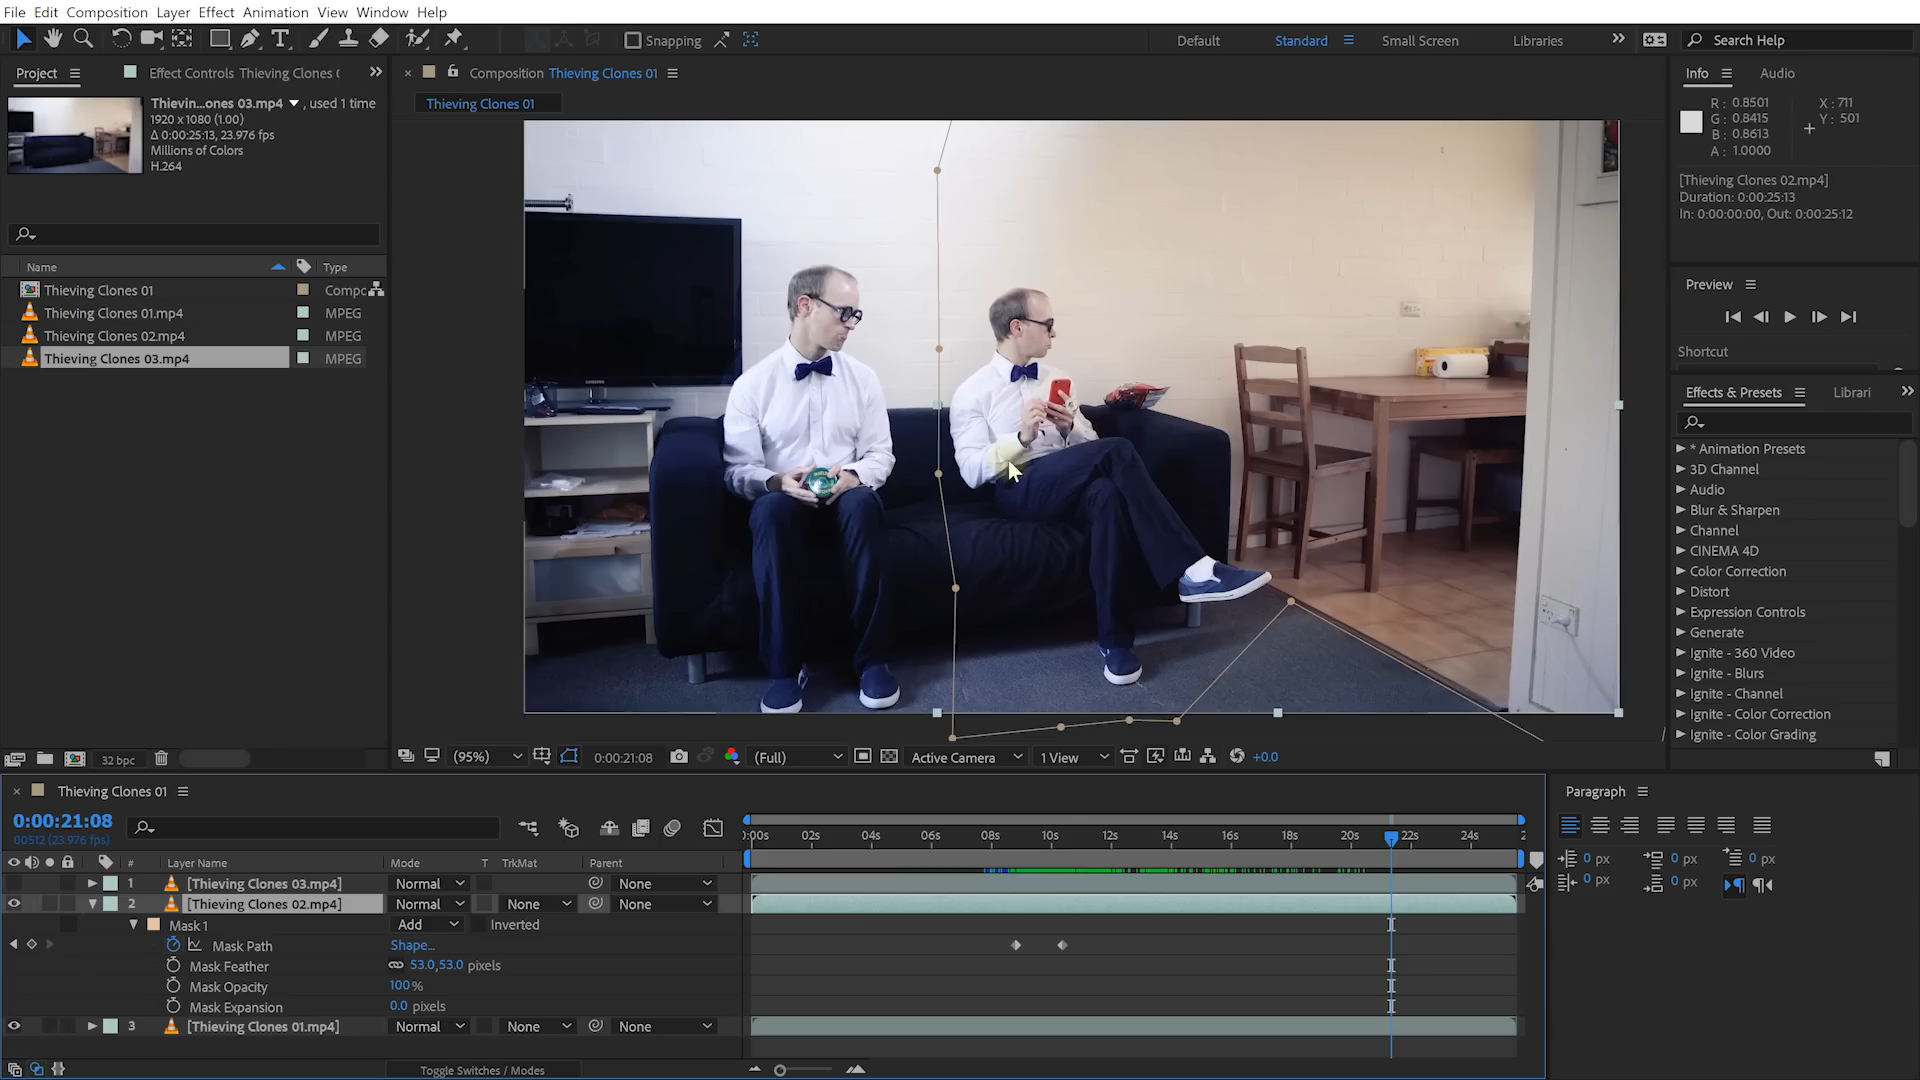 File Edit Composition Layer Effect Animation View Window Help
Snapping
Default Standard Small Screen Libraries
Search Help
Project
Effect Controls Thieving Clones (
Composition Thieving Clones 01
Info Audio
Thievin...ones 03.mp4 , used 1 time
1920 x 1080 (1.00)
Δ 0:00:25:13, 23.976 fps
Millions of Colors
H.264
Thieving Clones 01
R : 0.8501
G : 0.8415
B : 0.8613
A : 1.0000
X : 711
Y : 501
[Thieving Clones 02.mp4]
Duration: 0:00:25:13
In: 0:00:00:00, Out: 0:00:25:12
Name Type
Thieving Clones 01 Compc
Thieving Clones 01.mp4 MPEG
Thieving Clones 02.mp4 MPEG
Thieving Clones 03.mp4 MPEG
Preview
Shortcut
Effects & Presets Librari
* Animation Presets
3D Channel
Audio
Blur & Sharpen
Channel
CINEMA 4D
Color Correction
Distort
Expression Controls
Generate
Ignite - 360 Video
Ignite - Blurs
Ignite - Channel
Ignite - Color Correction
Ignite - Color Grading
SAMSUNG
32 bpc
(95%) 0:00:21:08 (Full) Active Camera 1 View +0.0
Thieving Clones 01
0:00:21:08
00512 (23.976 fps)
):00s 02s 04s 06s 08s 10s 12s 14s 16s 18s 20s 22s 24s 2
# Layer Name Mode T TrkMat Parent
1 [Thieving Clones 03.mp4] Normal None
2 [Thieving Clones 02.mp4] Normal None None
Mask 1 Add Inverted
Mask Path Shape...
Mask Feather 53.0,53.0 pixels
Mask Opacity 100%
Mask Expansion 0.0 pixels
3 [Thieving Clones 01.mp4] Normal None None
Toggle Switches / Modes
Paragraph
0 px 0 px 0 px
0 px 0 px